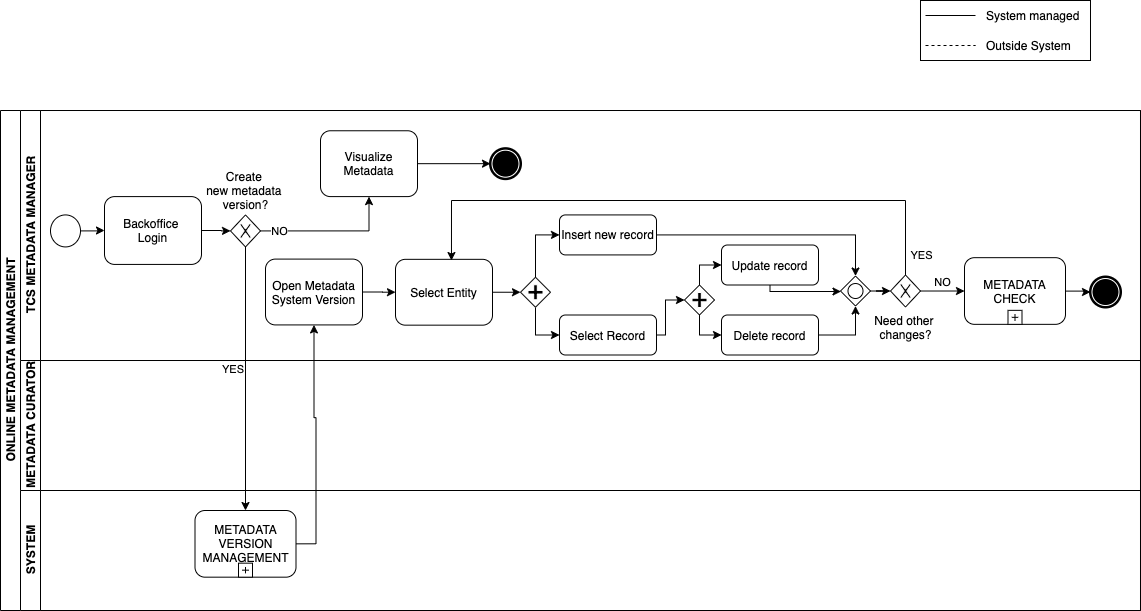 System managed
Outside System
ONLINE METADATA MANAGEMENT
TCS METADATA MANAGER
Backoffice
Login
Create
new metadata
version?
NO
Visualize
Metadata
Open Metadata
System Version
Select Entity
Insert new record
Select Record
Update record
Delete record
YES
Need other
changes?
NO
METADATA
CHECK
METADATA CURATOR
YES
SYSTEM
METADATA
VERSION
MANAGEMENT